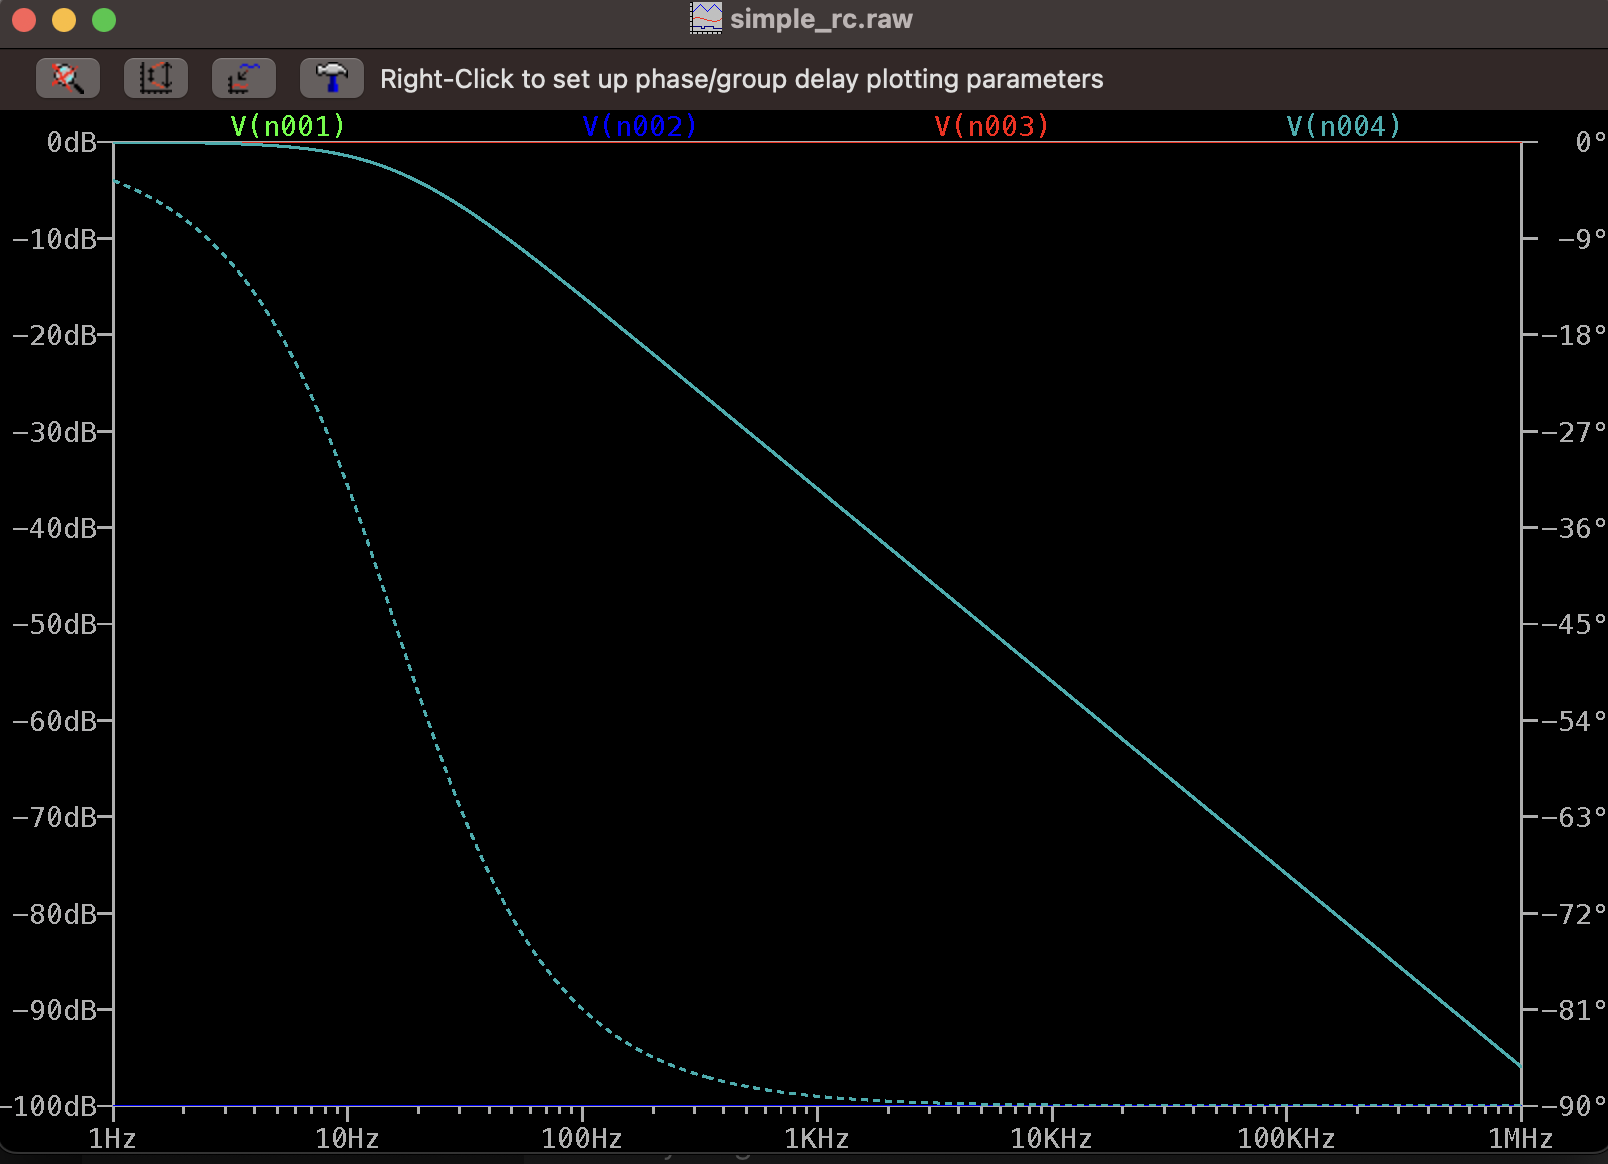 simple_rc.raw
Right-Click to set up phase/group delay plotting parameters
V(n001) V(n002) V(n003) V(n004)
0dB 0°
−10dB −9°
−20dB −18°
−30dB −27°
−40dB −36°
−50dB −45°
−60dB −54°
−70dB −63°
−80dB −72°
−90dB −81°
−100dB −90°
1Hz 10Hz 100Hz 1KHz 10KHz 100KHz 1MHz